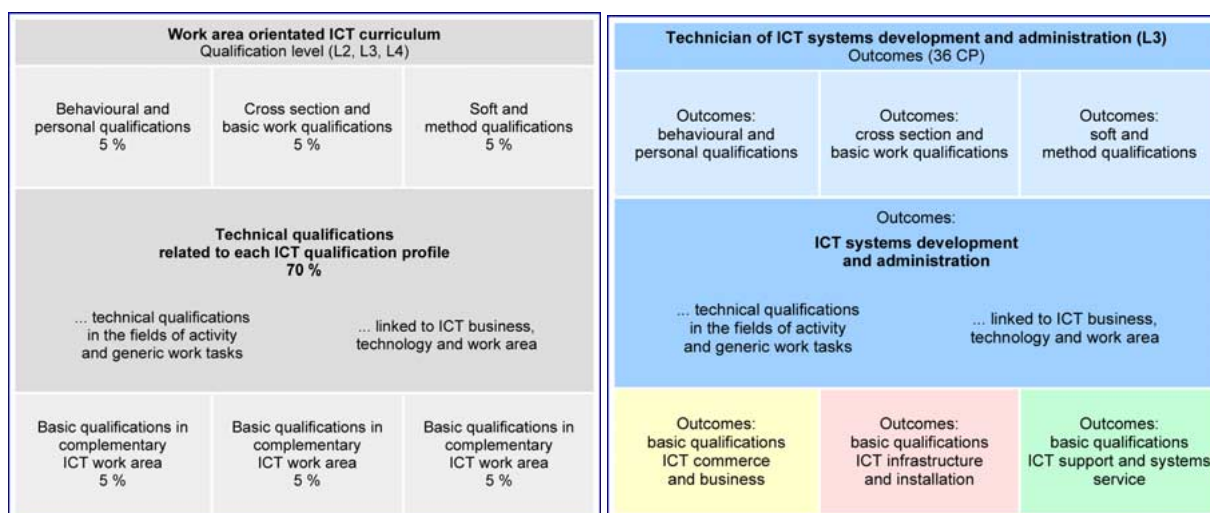 Work area orientated ICT curriculum
Qualification level (L2, L3, L4)
Behavioural and
personal qualifications
5 %
Cross section and
basic work qualifications
5 %
Soft and
method qualifications
5 %
Technical qualifications
related to each ICT qualification profile
70 %
... technical qualifications
in the fields of activity
and generic work tasks
... linked to ICT business,
technology and work area
Basic qualifications in
complementary
ICT work area
5 %
Basic qualifications in
complementary
ICT work area
5 %
Basic qualifications in
complementary
ICT work area
5 %
Technician of ICT systems development and administration (L3)
Outcomes (36 CP)
Outcomes:
behavioural and
personal qualifications
Outcomes:
cross section and
basic work qualifications
Outcomes:
soft and
method qualifications
Outcomes:
ICT systems development
and administration
... technical qualifications
in the fields of activity
and generic work tasks
... linked to ICT business,
technology and work area
Outcomes:
basic qualifications
ICT commerce
and business
Outcomes:
basic qualifications
ICT infrastructure
and installation
Outcomes:
basic qualifications
ICT support and systems
service